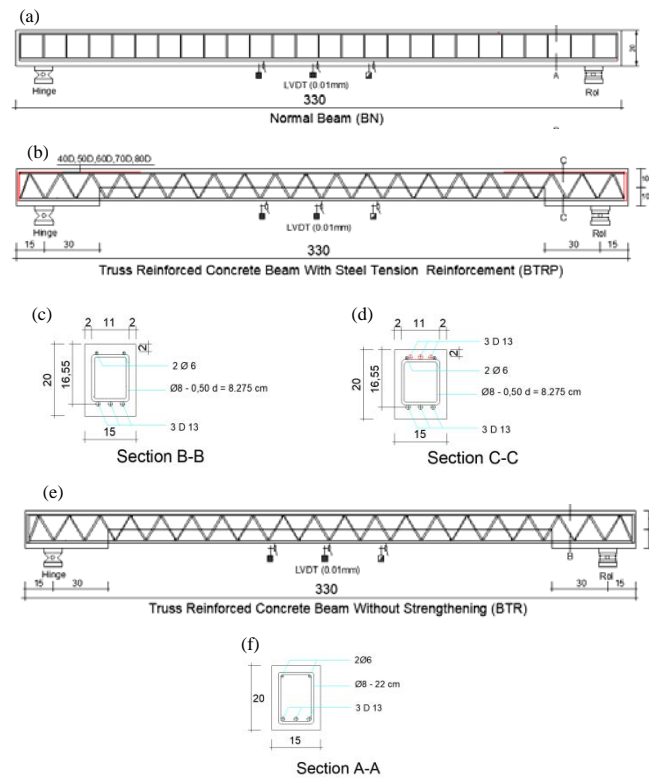 (a)
20
A
Hinge
LVDT (0.01mm)
Rol
330
Normal Beam (BN)
(b)
40D,50D,60D,70D,80D
C
10
10
C
Hinge
LVDT (0.01mm)
Rol
15
30
330
30
15
Truss Reinforced Concrete Beam With Steel Tension Reinforcement (BTRP)
(c)
2 11 2
2
20
16,55
2 Ø 6
Ø8 - 0,50 d = 8.275 cm
3 D 13
15
Section B-B
(d)
2 11 2
3 D 13
2
20
16,55
2 Ø 6
Ø8 - 0,50 d = 8.275 cm
3 D 13
15
Section C-C
(e)
B
Hinge
LVDT (0.01mm)
Rol
15
30
330
30
15
Truss Reinforced Concrete Beam Without Strengthening (BTR)
(f)
2Ø6
20
Ø8 - 22 cm
3 D 13
15
Section A-A